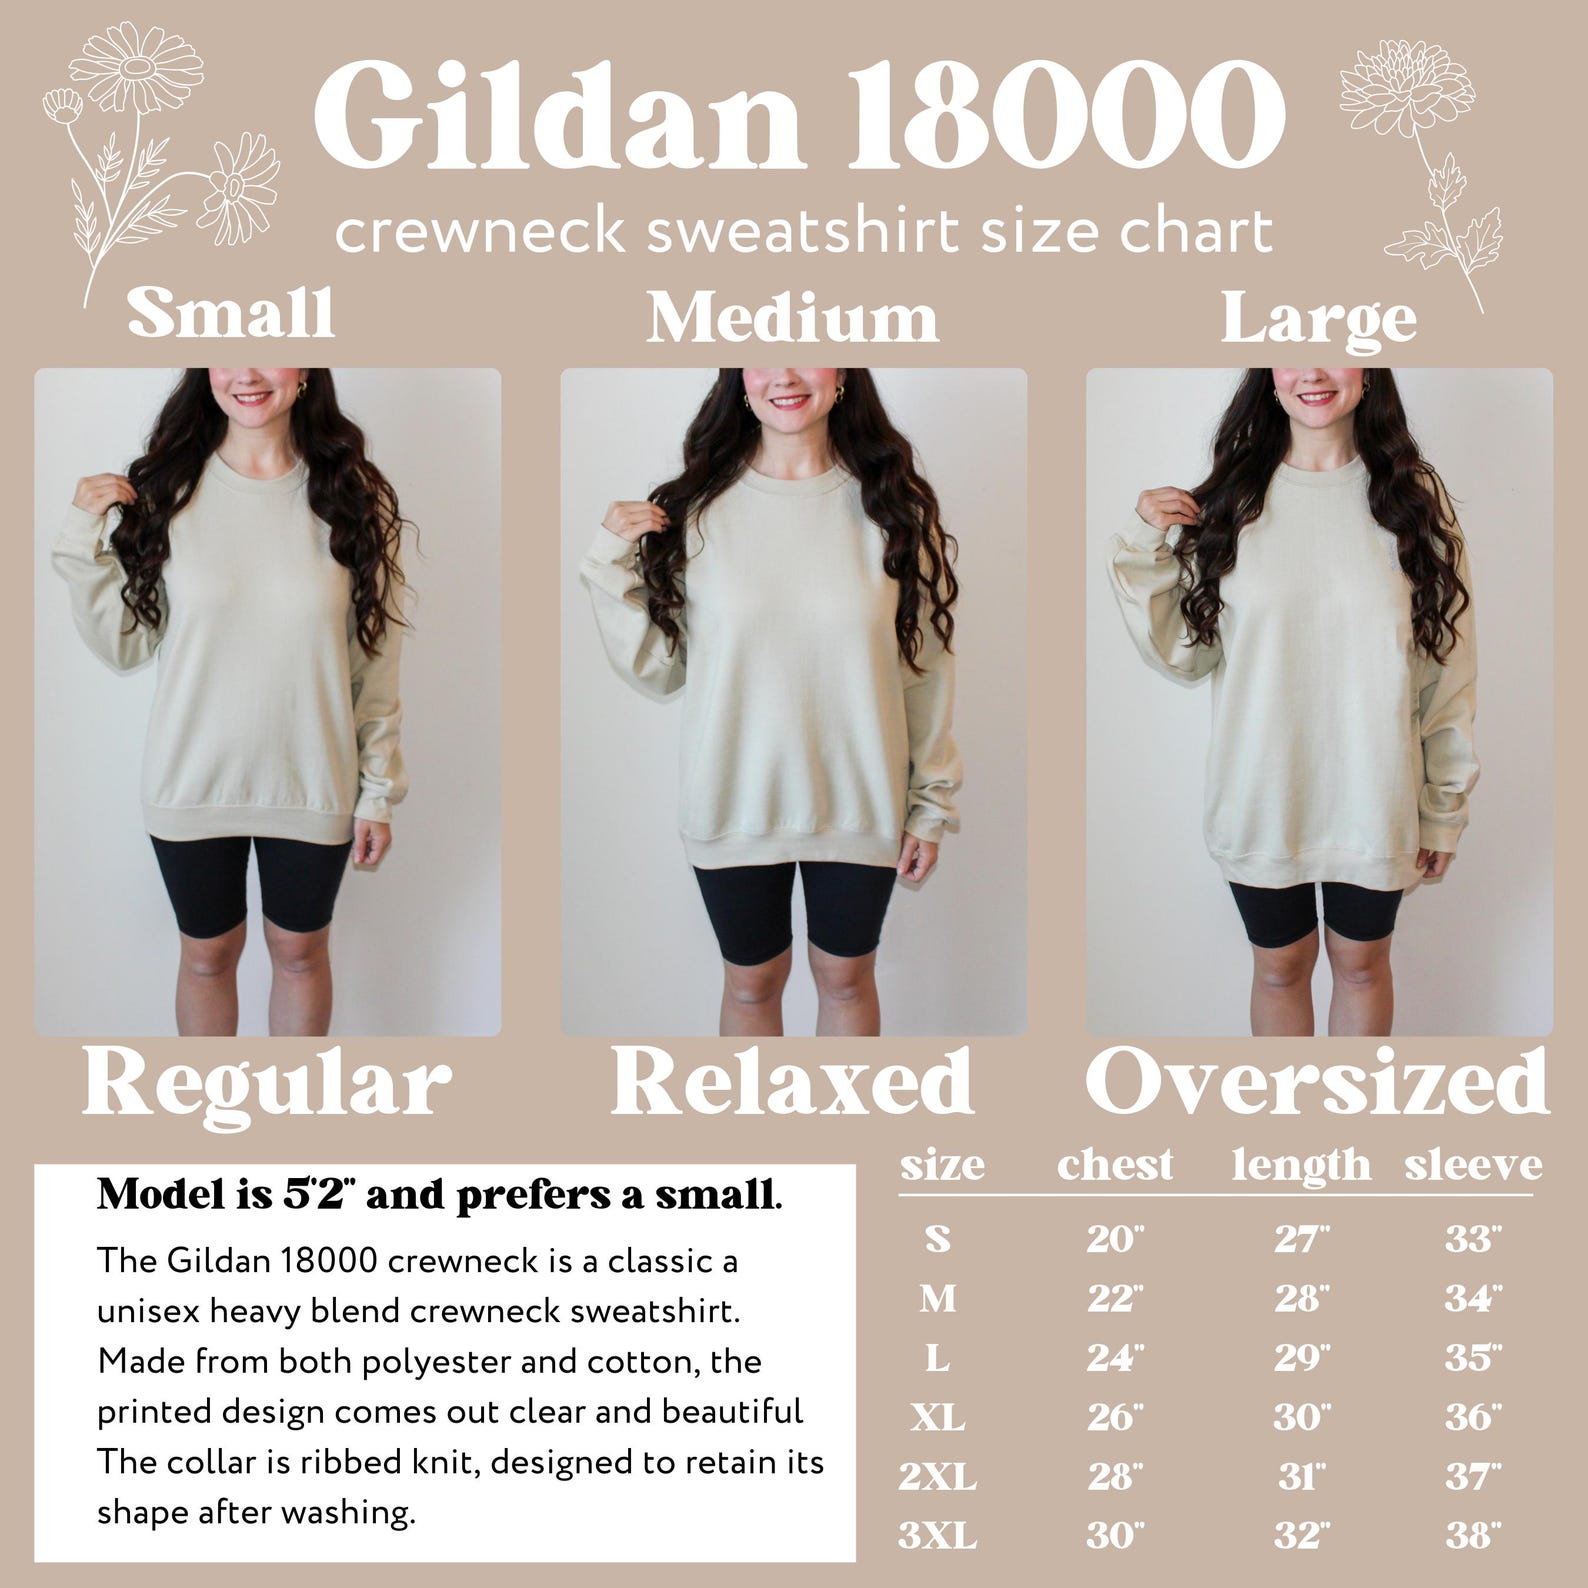 Gildan 18000
crewneck sweatshirt size chart
Small Medium Large
Regular Relaxed Oversized
Model is 5'2" and prefers a small.
The Gildan 18000 crewneck is a classic a
unisex heavy blend crewneck sweatshirt.
Made from both polyester and cotton, the
printed design comes out clear and beautiful
The collar is ribbed knit, designed to retain its
shape after washing.
size chest length sleeve
S 20" 27" 33"
M 22" 28" 34"
L 24" 29" 35"
XL 26" 30" 36"
2XL 28" 31" 37"
3XL 30" 32" 38"